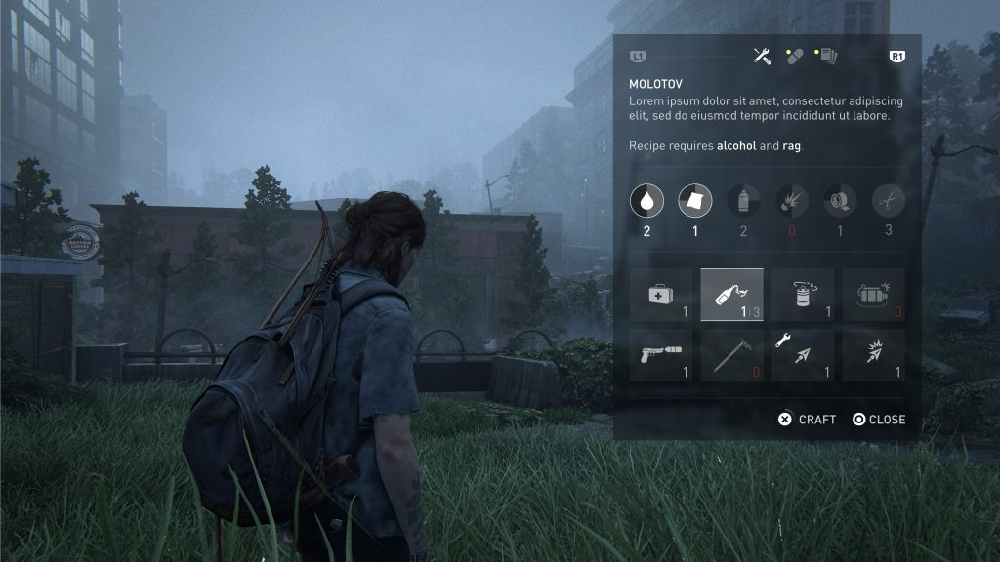 L1
R1
MOLOTOV
Lorem ipsum dolor sit amet, consectetur adipiscing
elit, sed do eiusmod tempor incididunt ut labore.
Recipe requires alcohol and rag.
2 1 2 0 1 3
1 1/3 1 0
1 0 1 1
CRAFT CLOSE
RUSTON
COFFEE